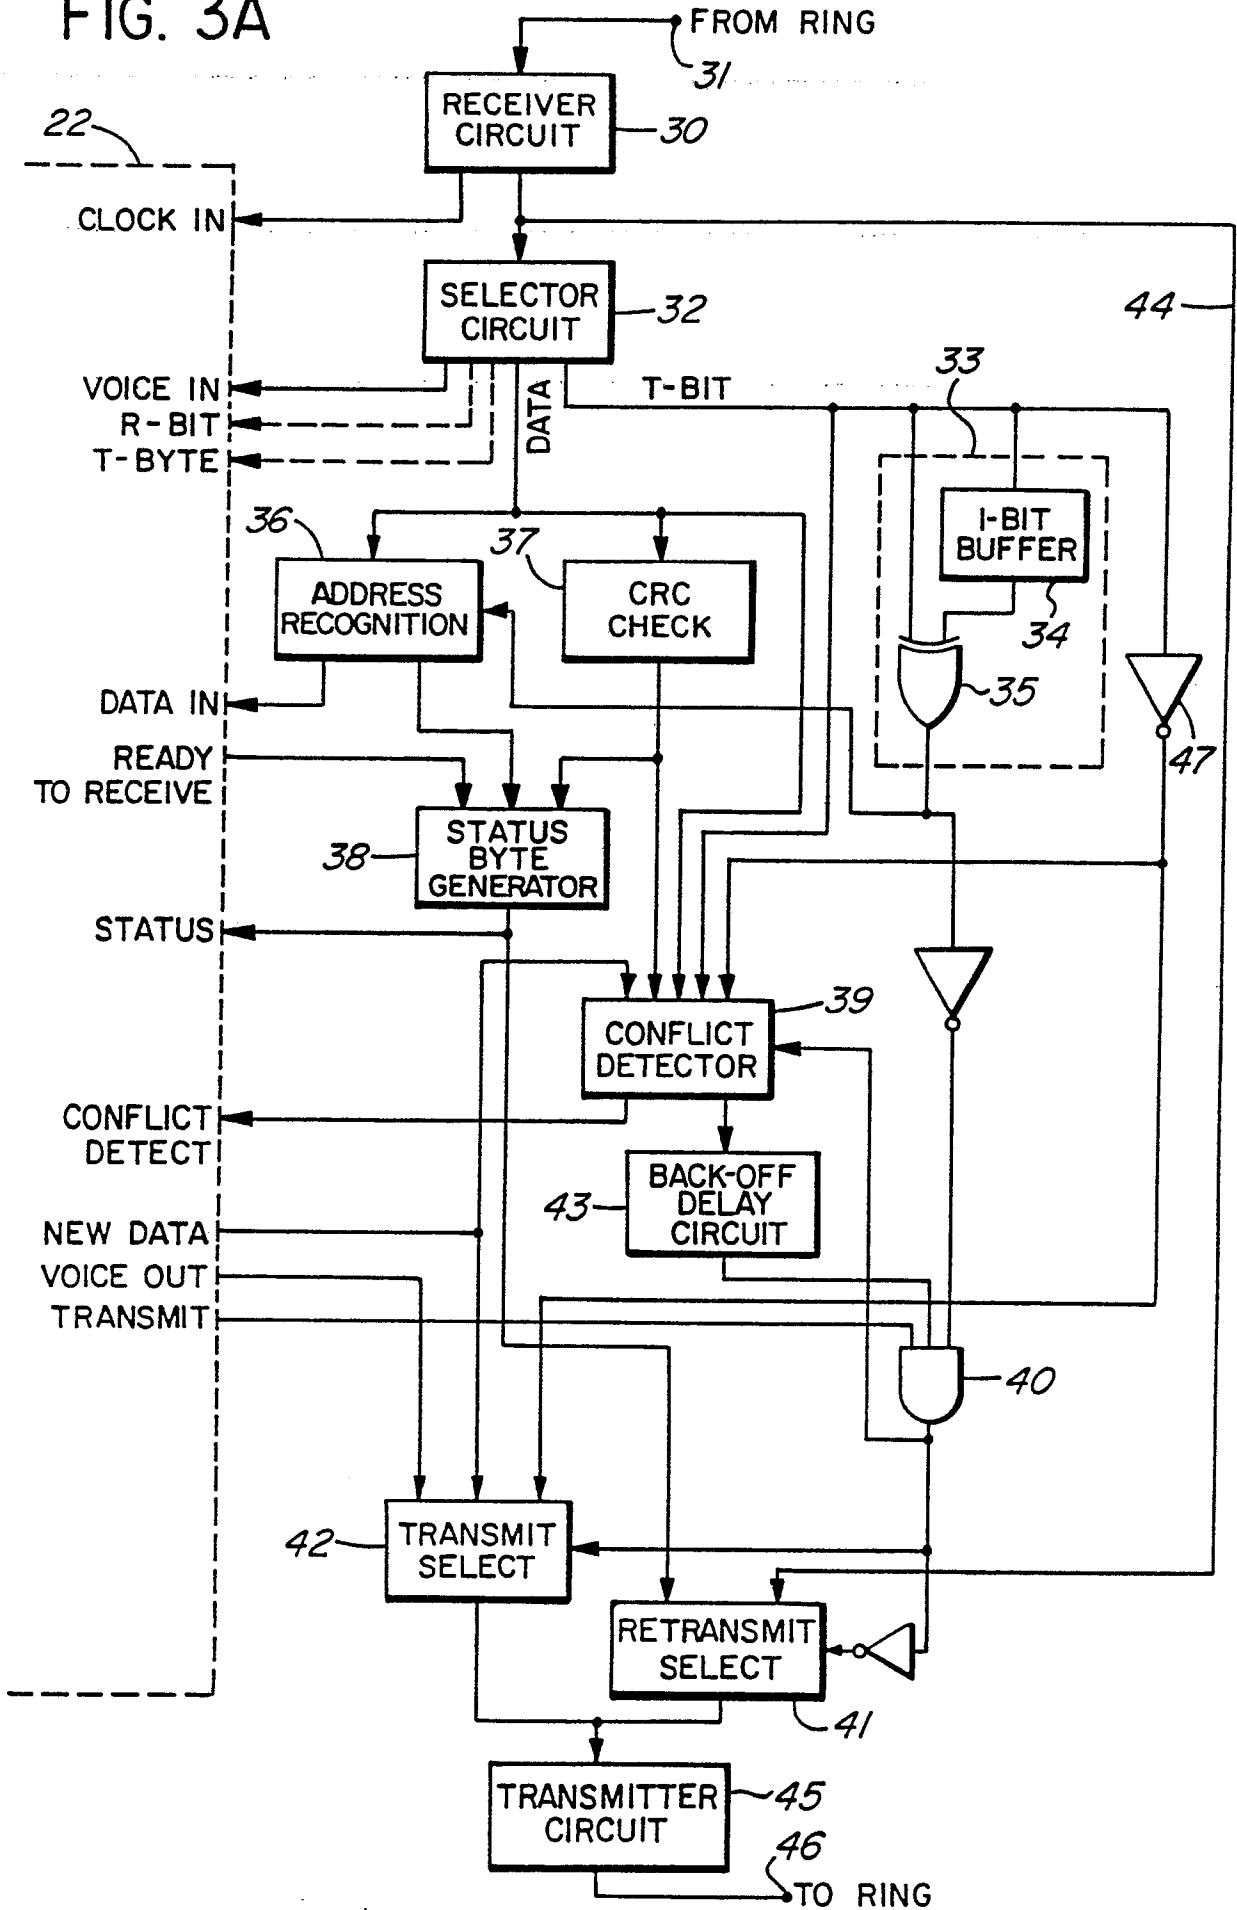 FIG. 3A
FROM RING
31
RECEIVER
CIRCUIT
30
22
CLOCK IN
SELECTOR
CIRCUIT
32
44
33
VOICE IN
R-BIT
T-BYTE
DATA
T-BIT
1-BIT
BUFFER
34
36
37
ADDRESS
RECOGNITION
CRC
CHECK
35
47
DATA IN
READY
TO RECEIVE
STATUS
BYTE
GENERATOR
38
STATUS
39
CONFLICT
DETECTOR
CONFLICT
DETECT
BACK-OFF
DELAY
CIRCUIT
43
NEW DATA
VOICE OUT
TRANSMIT
40
42
TRANSMIT
SELECT
RETRANSMIT
SELECT
41
TRANSMITTER
CIRCUIT
45
46
TO RING